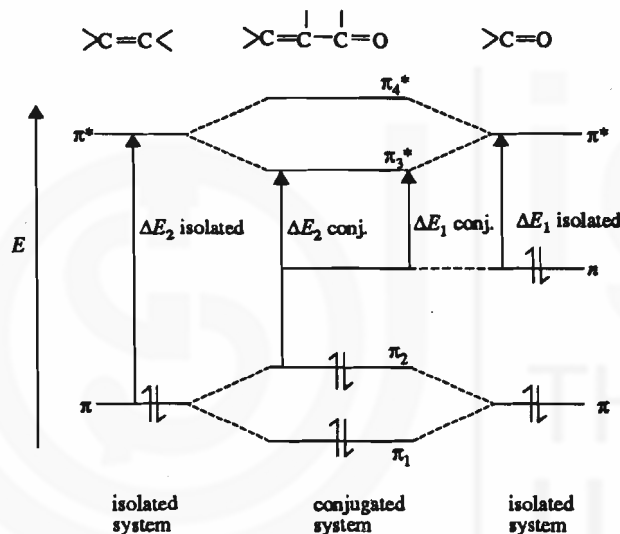 >C=C<
>C=C—C=O
>C=O
π₄*
π*
π*
π₃*
E
ΔE₂ isolated
ΔE₂ conj.
ΔE₁ conj.
ΔE₁ isolated
n
π₂
π
π
π₁
isolated conjugated isolated
system system system